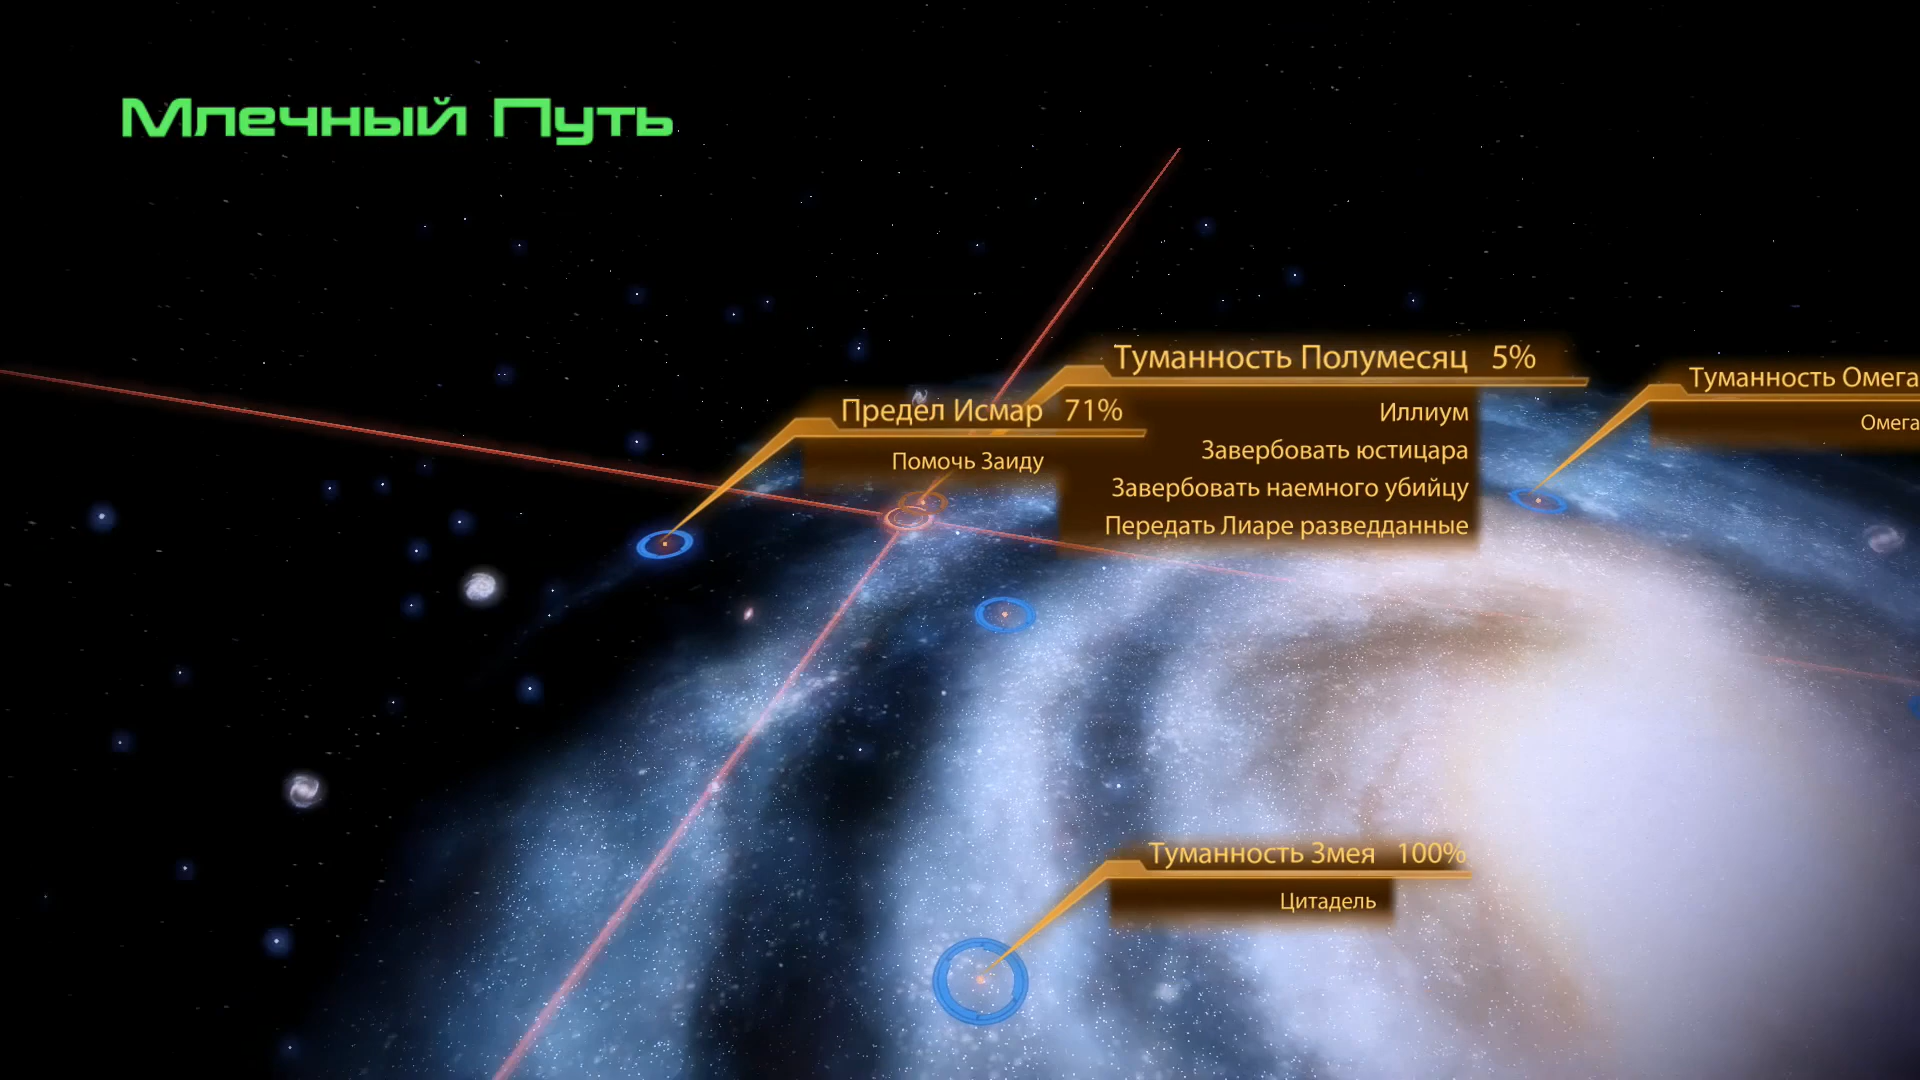 Млечный Путь
Туманность Полумесяц 5%
Иллиум
Завербовать юстицара
Завербовать наемного убийцу
Передать Лиаре разведданные
Предел Исмар 71%
Помочь Заиду
Туманность Омега
Омега
Туманность Змея 100%
Цитадель